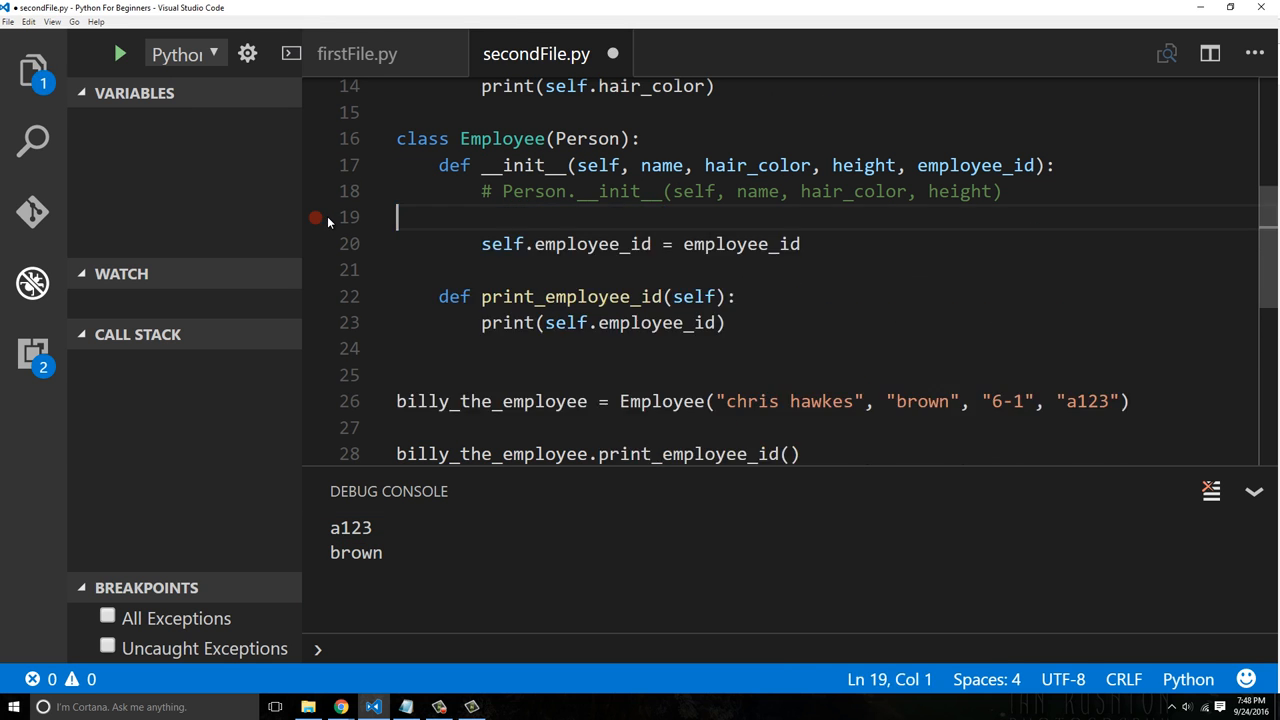 ● secondFile.py - Python For Beginners - Visual Studio Code
File Edit View Go Help
Pythor ▼ firstFile.py secondFile.py ●
1
VARIABLES
WATCH
CALL STACK
2
BREAKPOINTS
All Exceptions
Uncaught Exceptions
14 print(self.hair_color)
15
16 class Employee(Person):
17 def __init__(self, name, hair_color, height, employee_id):
18 # Person.__init__(self, name, hair_color, height)
19
20 self.employee_id = employee_id
21
22 def print_employee_id(self):
23 print(self.employee_id)
24
25
26 billy_the_employee = Employee("chris hawkes", "brown", "6-1", "a123")
27
28 billy_the_employee.print_employee_id()
DEBUG CONSOLE
a123
brown
0 0 Ln 19, Col 1 Spaces: 4 UTF-8 CRLF Python
I'm Cortana. Ask me anything. 7:48 PM
9/24/2016